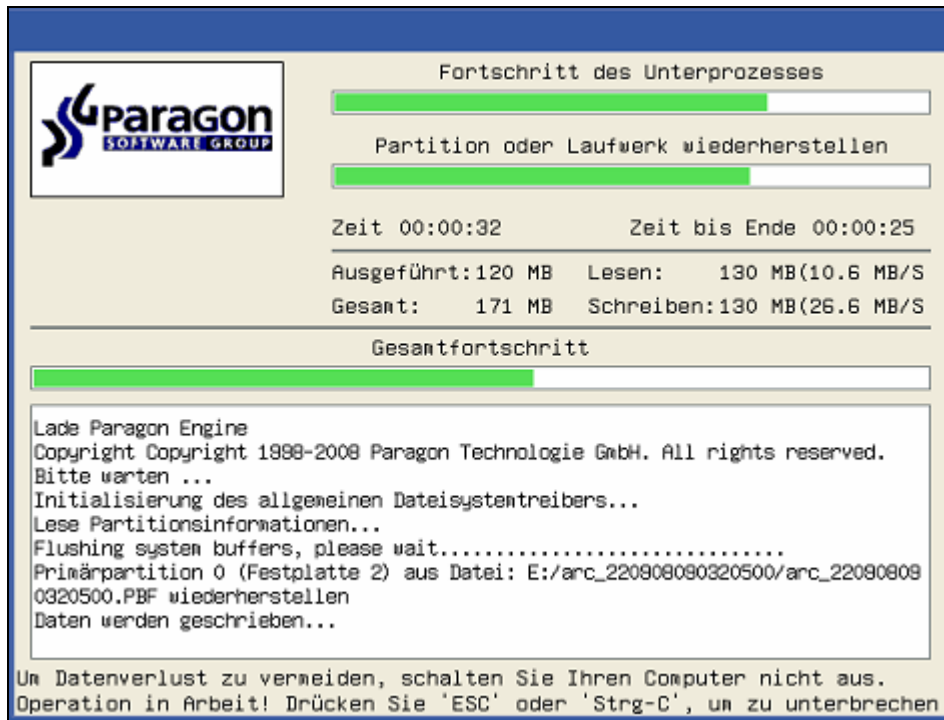 Paragon
SOFTWARE GROUP
Fortschritt des Unterprozesses
Partition oder Laufwerk wiederherstellen
Zeit 00:00:32 Zeit bis Ende 00:00:25
Ausgeführt:120 MB Lesen: 130 MB(10.6 MB/S
Gesamt: 171 MB Schreiben:130 MB(26.6 MB/S
Gesamtfortschritt
Lade Paragon Engine
Copyright Copyright 1998-2008 Paragon Technologie GmbH. All rights reserved.
Bitte warten ...
Initialisierung des allgemeinen Dateisystemtreibers...
Lese Partitionsinformationen...
Flushing system buffers, please wait...............................
Primärpartition 0 (Festplatte 2) aus Datei: E:/arc_220908090320500/arc_22090809
0320500.PBF wiederherstellen
Daten werden geschrieben...
Um Datenverlust zu vermeiden, schalten Sie Ihren Computer nicht aus.
Operation in Arbeit! Drücken Sie 'ESC' oder 'Strg-C', um zu unterbrechen